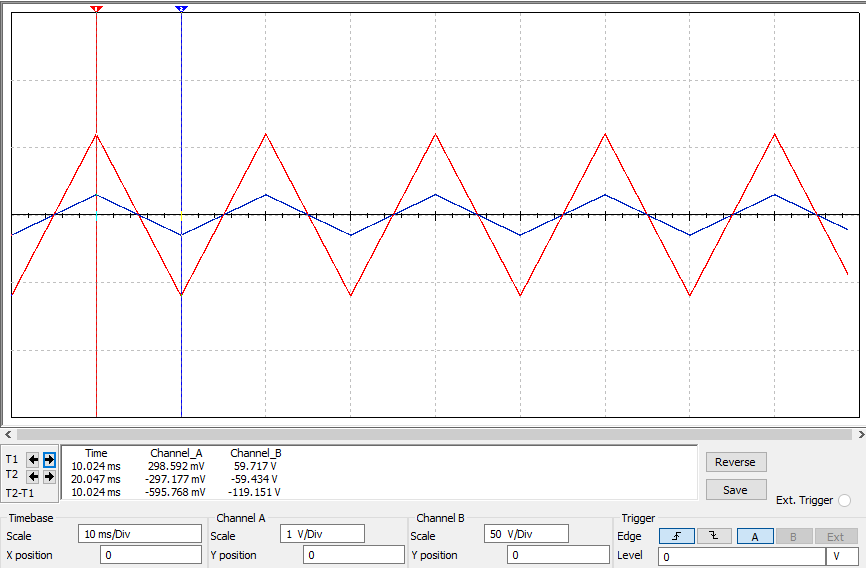 1 2
T1
T2
T2-T1
Time Channel_A Channel_B
10.024 ms 298.592 mV 59.717 V
20.047 ms -297.177 mV -59.434 V
10.024 ms -595.768 mV -119.151 V
Reverse
Save
Ext. Trigger
Timebase Channel A Channel B Trigger
Scale 10 ms/Div Scale 1 V/Div Scale 50 V/Div Edge A B Ext
X position 0 Y position 0 Y position 0 Level 0 V